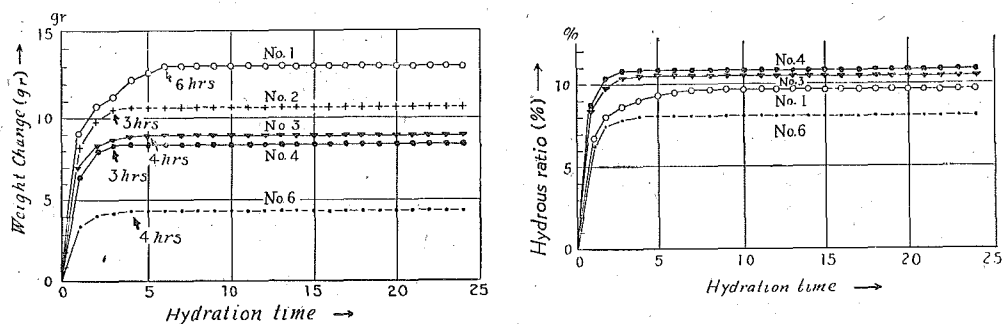 gr
15
10
5
0
Weight Change (gr) →
No. 1
6 hrs
No. 2
3 hrs
No 3
4 hrs
No. 4
3 hrs
No. 6
4 hrs
0 5 10 15 20 25
Hydration time →
%
10
5
0
Hydrous ratio (%) →
No. 4
No. 3
No. 1
No. 6
0 5 10 15 20 25
Hydration time →